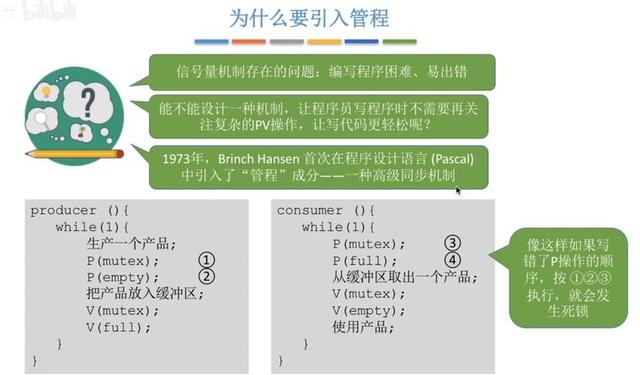 为什么要引入管程
信号量机制存在的问题：编写程序困难、易出错
能不能设计一种机制，让程序员写程序时不需要再关
注复杂的PV操作，让写代码更轻松呢？
1973年，Brinch Hansen 首次在程序设计语言 (Pascal)
中引入了“管程”成分——一种高级同步机制
producer (){
while(1){
生产一个产品;
P(mutex); ①
P(empty); ②
把产品放入缓冲区;
V(mutex);
V(full);
}
}
consumer (){
while(1){
P(mutex); ③
P(full); ④
从缓冲区取出一个产品;
V(mutex);
V(empty);
使用产品;
}
}
像这样如果写
错了P操作的顺
序，按 ①②③
执行，就会发
生死锁